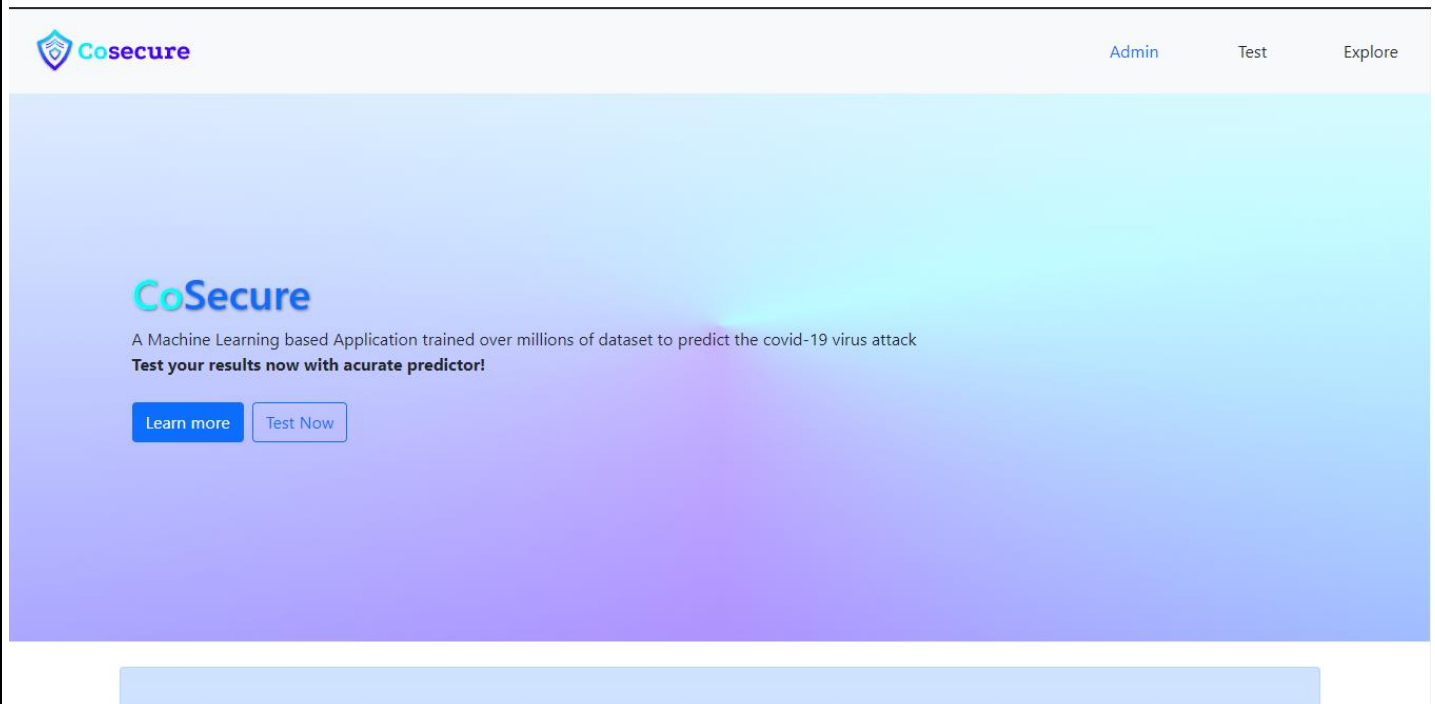 Cosecure
Admin Test Explore
CoSecure
A Machine Learning based Application trained over millions of dataset to predict the covid-19 virus attack
Test your results now with acurate predictor!
Learn more Test Now